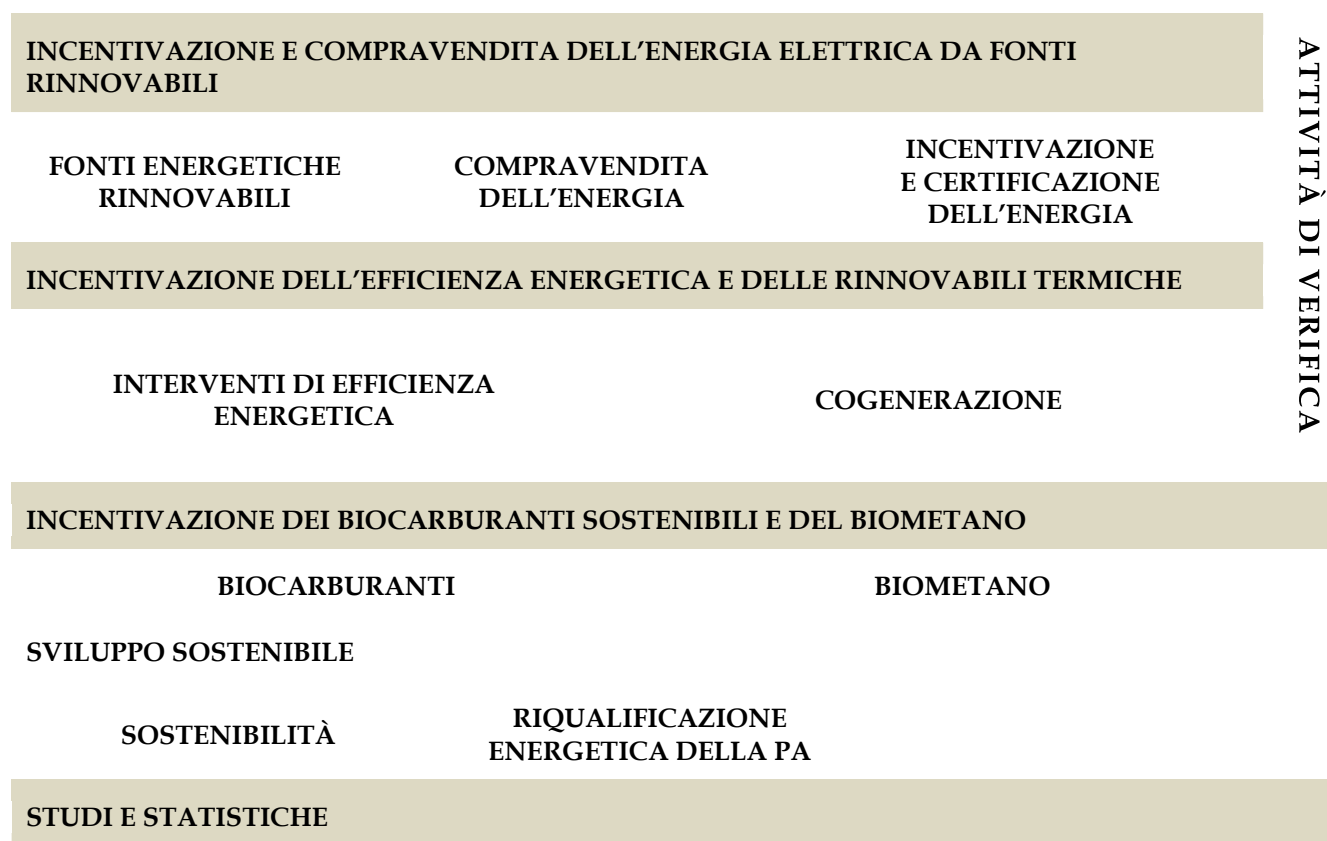 INCENTIVAZIONE E COMPRAVENDITA DELL’ENERGIA ELETTRICA DA FONTI
RINNOVABILI
FONTI ENERGETICHE
RINNOVABILI
COMPRAVENDITA
DELL’ENERGIA
INCENTIVAZIONE
E CERTIFICAZIONE
DELL’ENERGIA
INCENTIVAZIONE DELL’EFFICIENZA ENERGETICA E DELLE RINNOVABILI TERMICHE
INTERVENTI DI EFFICIENZA
ENERGETICA
COGENERAZIONE
ATTIVITÀ DI VERIFICA
INCENTIVAZIONE DEI BIOCARBURANTI SOSTENIBILI E DEL BIOMETANO
BIOCARBURANTI
BIOMETANO
SVILUPPO SOSTENIBILE
SOSTENIBILITÀ
RIQUALIFICAZIONE
ENERGETICA DELLA PA
STUDI E STATISTICHE